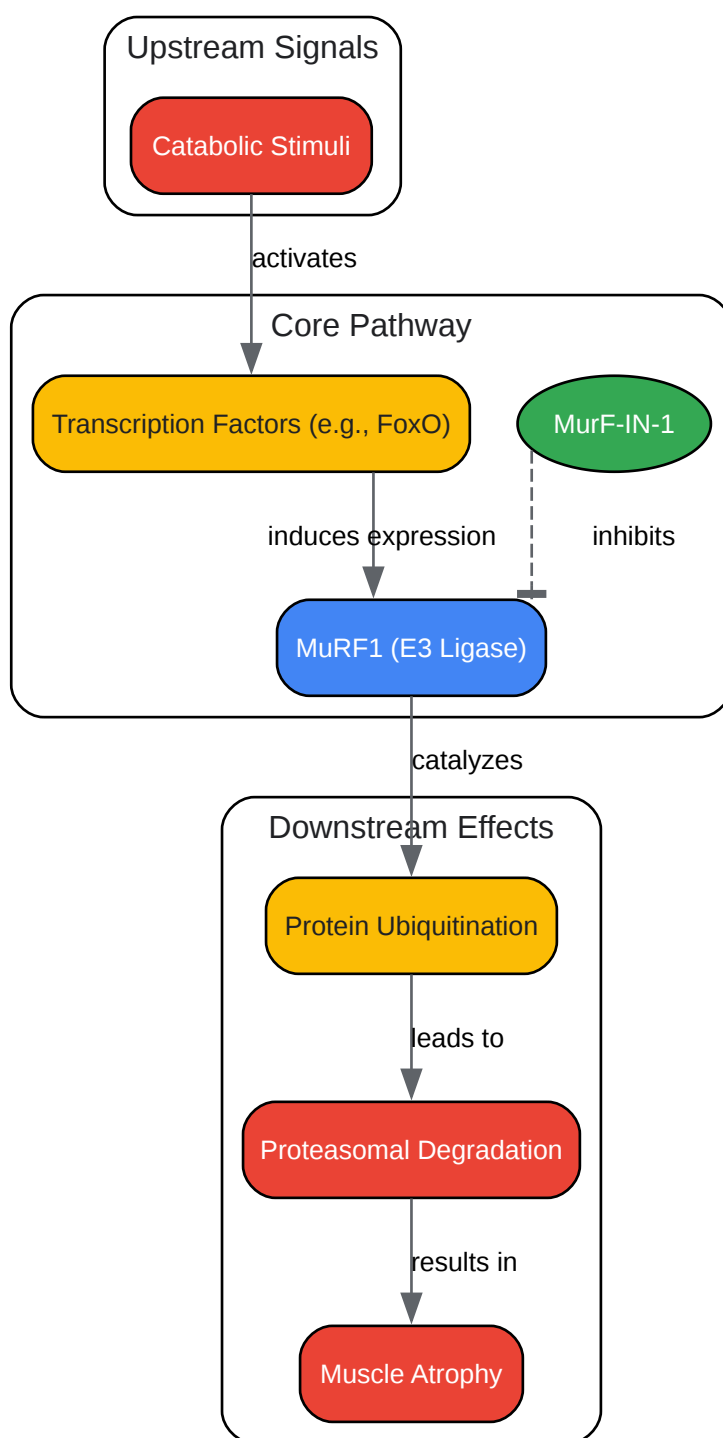 Upstream Signals
Catabolic Stimuli
activates
Core Pathway
Transcription Factors (e.g., FoxO)
MurF-IN-1
induces expression
inhibits
MuRF1 (E3 Ligase)
catalyzes
Downstream Effects
Protein Ubiquitination
leads to
Proteasomal Degradation
results in
Muscle Atrophy